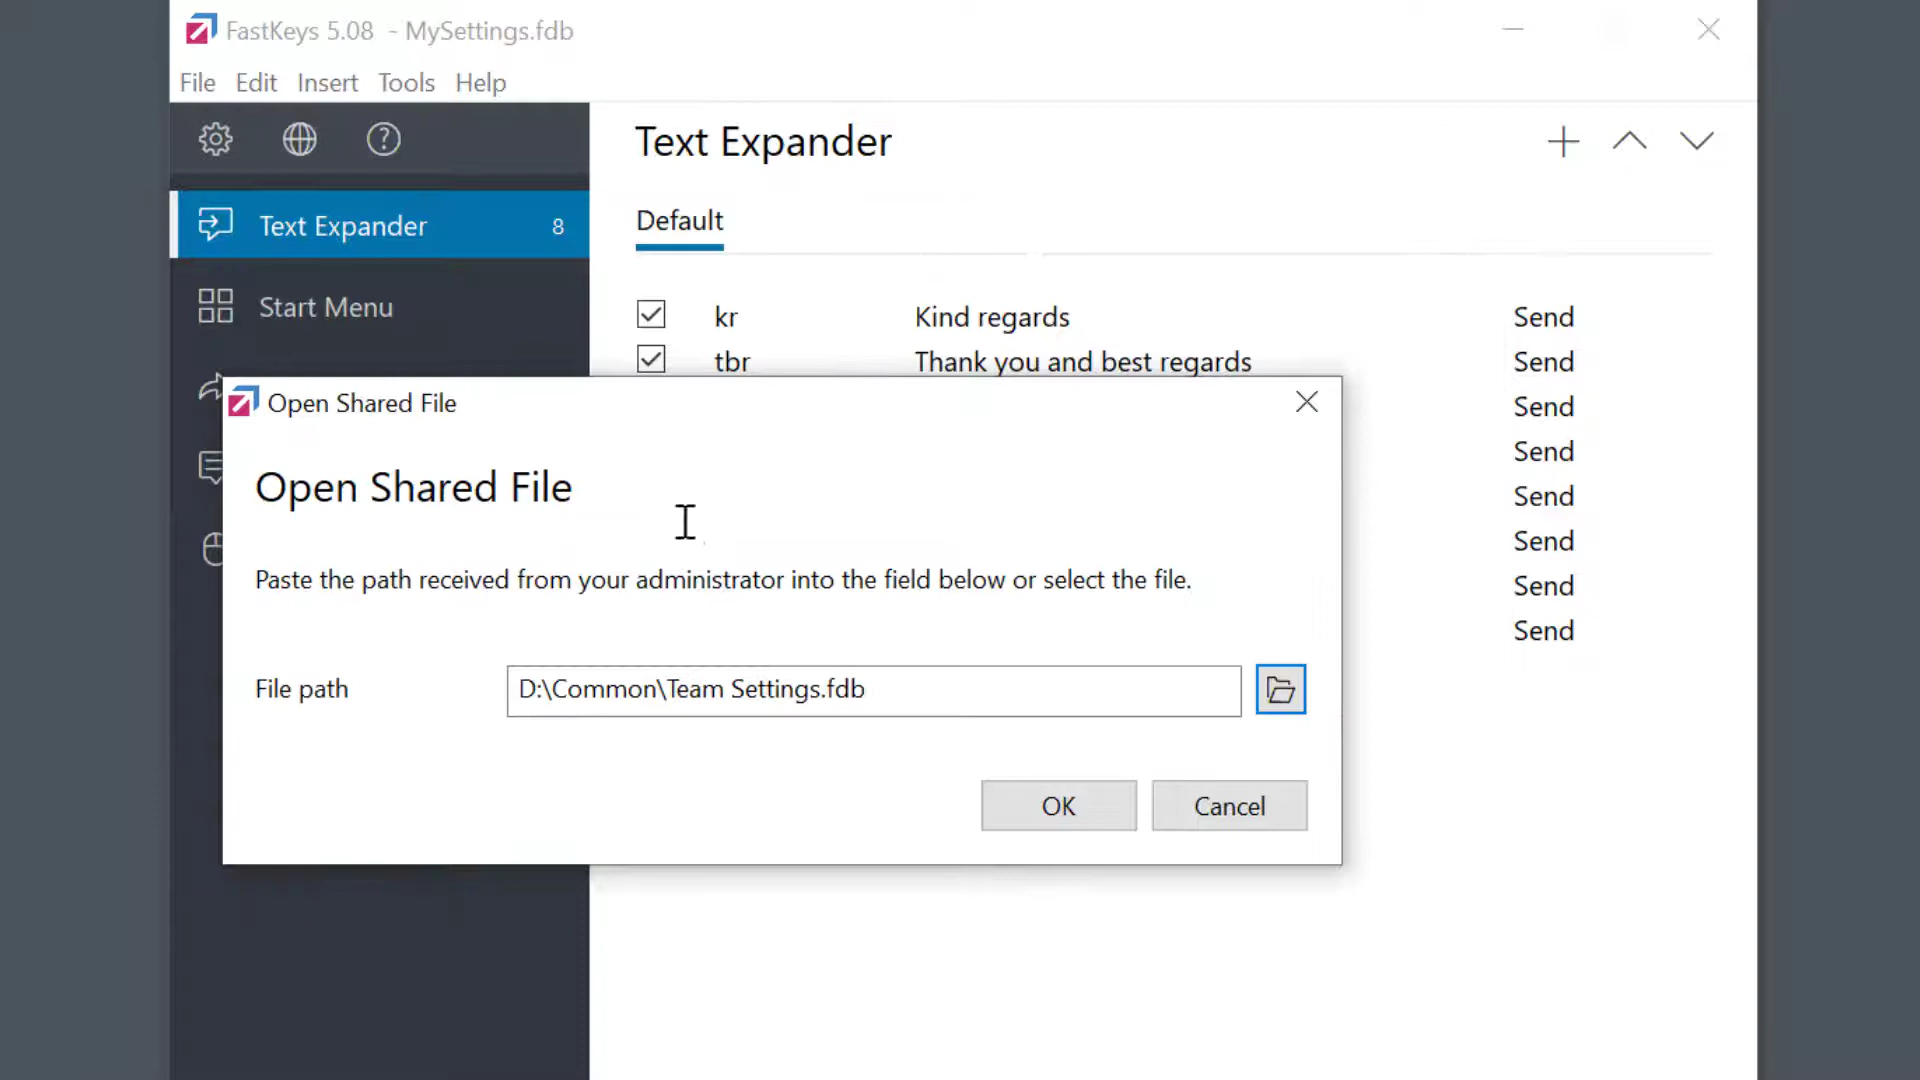 FastKeys 5.08 - MySettings.fdb
File Edit Insert Tools Help
Text Expander
Text Expander 8
Default
Start Menu
kr Kind regards Send
tbr Thank you and best regards Send
Send
Send
Send
Send
Send
Send
Open Shared File
Open Shared File
Paste the path received from your administrator into the field below or select the file.
File path D:\Common\Team Settings.fdb
OK Cancel